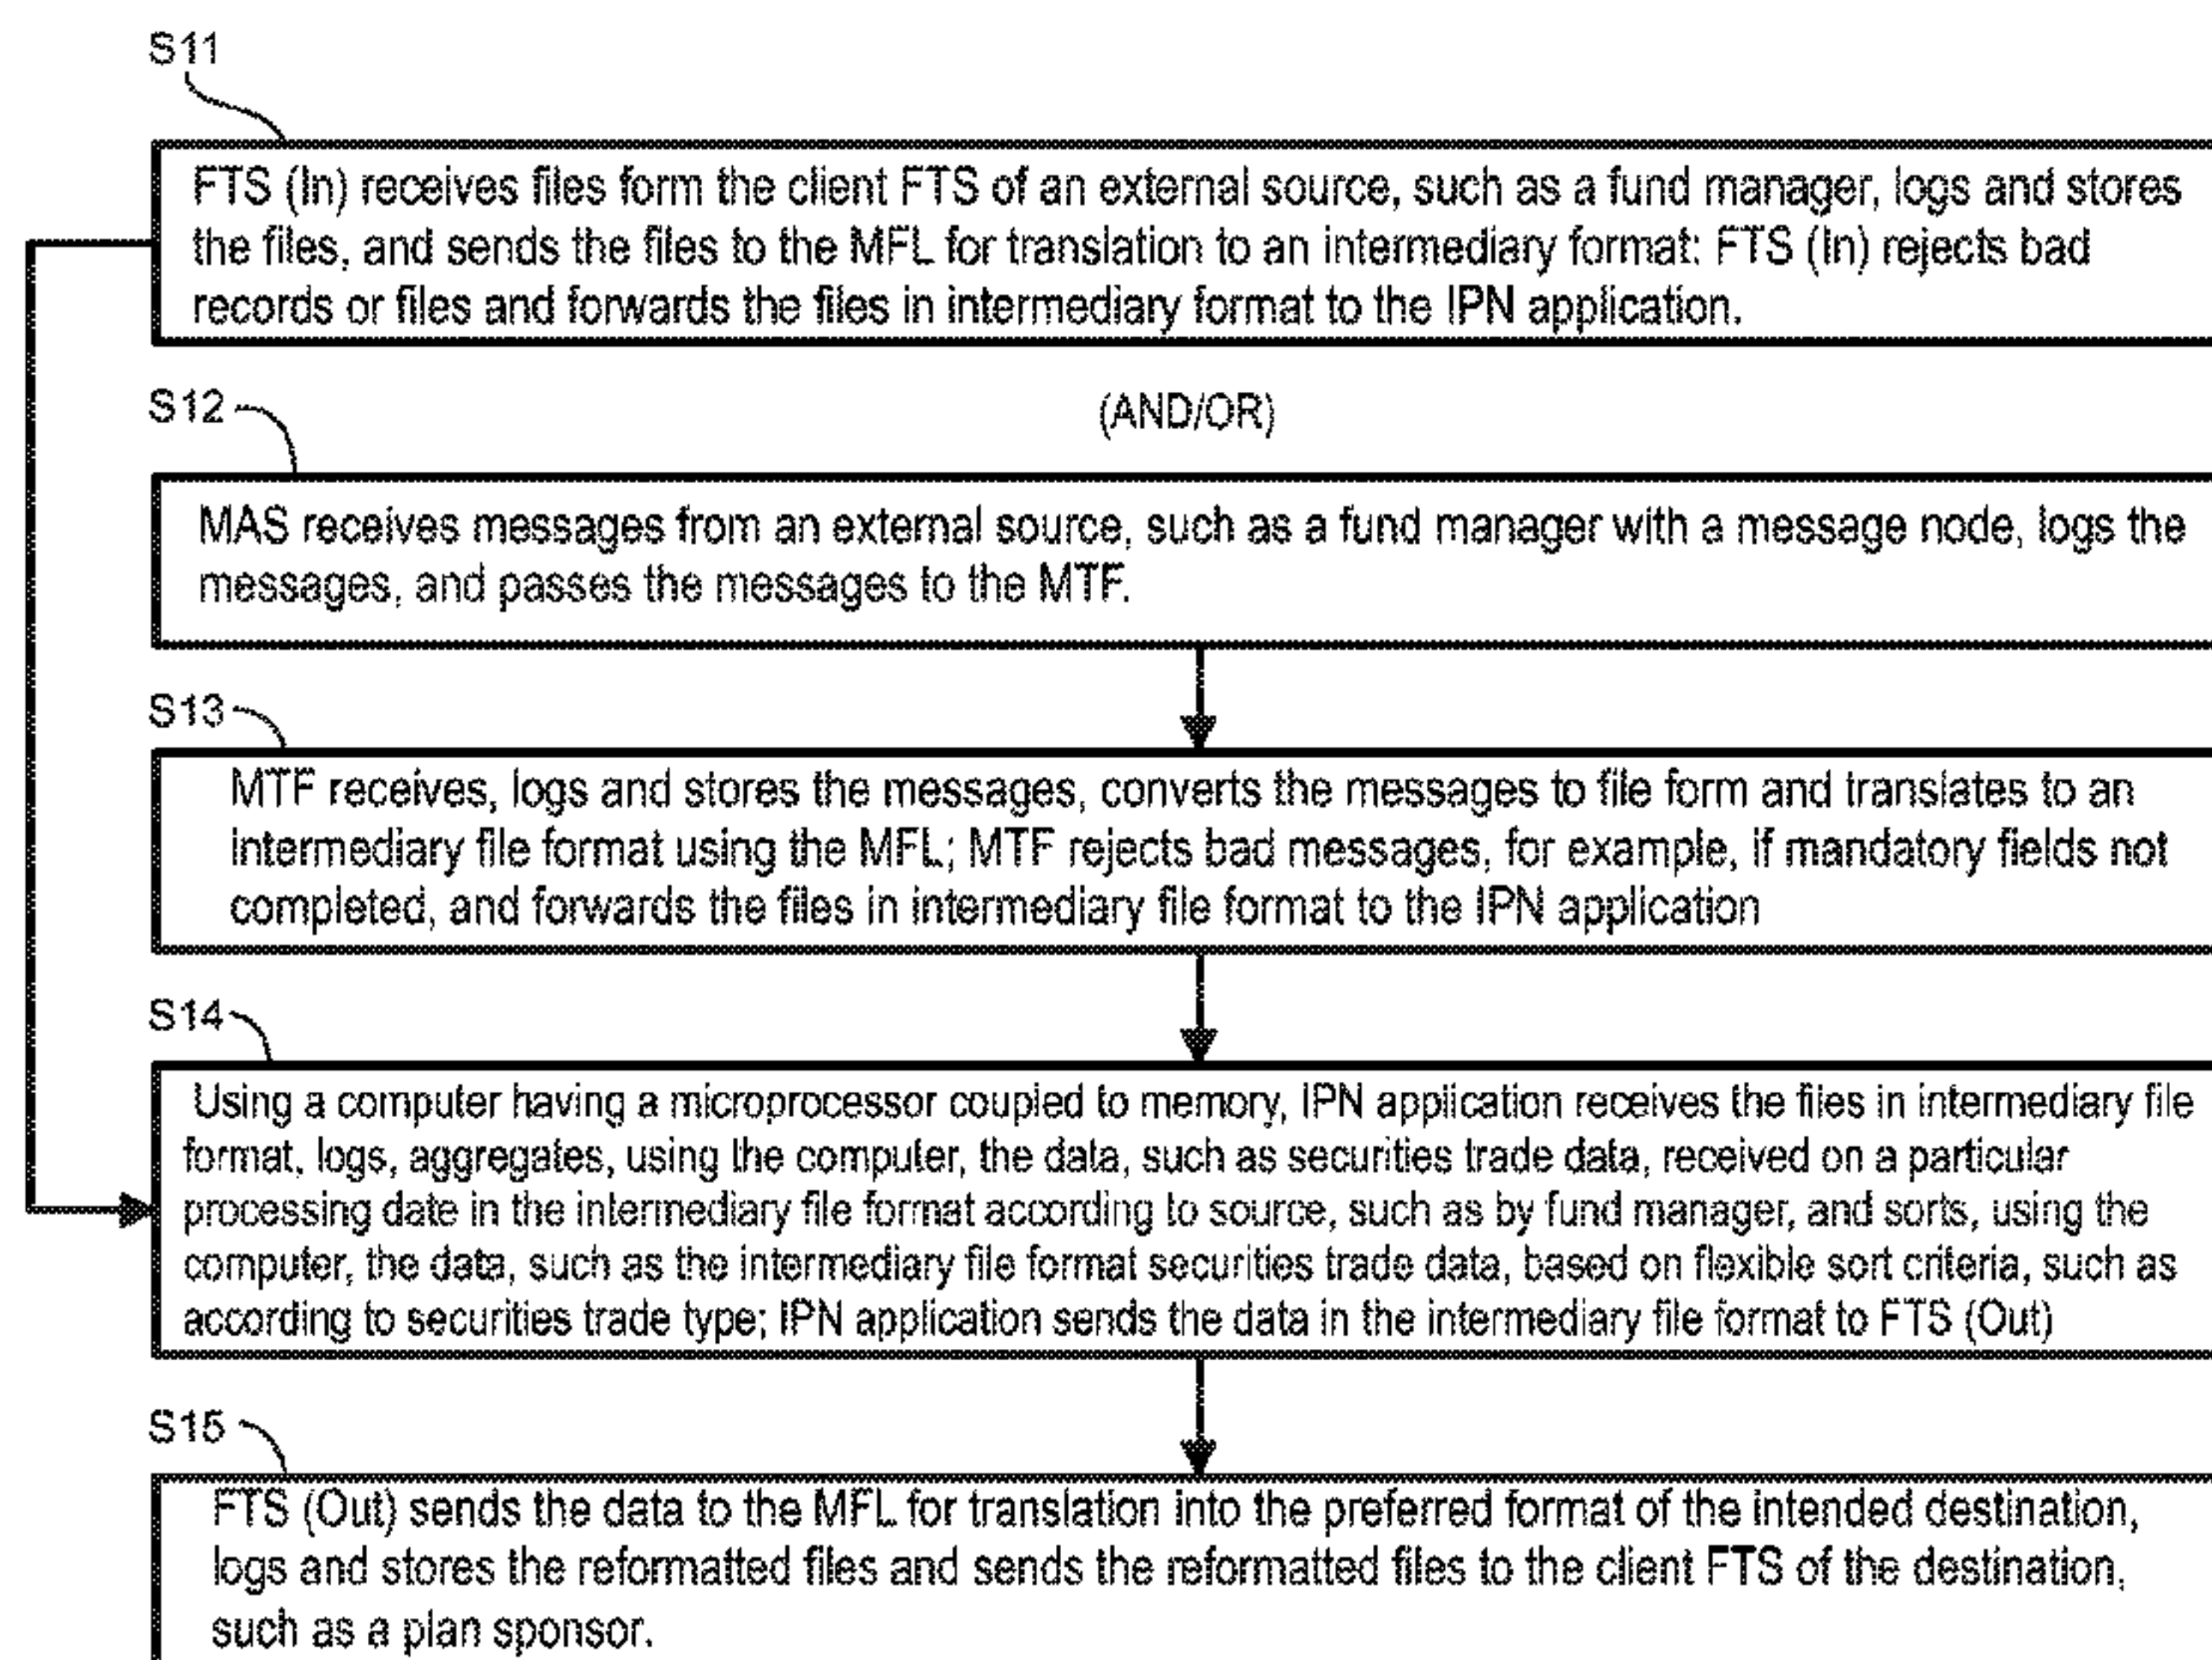 S11
FTS (In) receives files form the client FTS of an external source, such as a fund manager, logs and stores
the files, and sends the files to the MFL for translation to an intermediary format: FTS (In) rejects bad
records or files and forwards the files in intermediary format to the IPN application.
S12
(AND/OR)
MAS receives messages from an external source, such as a fund manager with a message node, logs the
messages, and passes the messages to the MTF.
S13
MTF receives, logs and stores the messages, converts the messages to file form and translates to an
intermediary file format using the MFL; MTF rejects bad messages, for example, if mandatory fields not
completed, and forwards the files in intermediary file format to the IPN application
S14
Using a computer having a microprocessor coupled to memory, IPN application receives the files in intermediary file
format, logs, aggregates, using the computer, the data, such as securities trade data, received on a particular
processing date in the intermediary file format according to source, such as by fund manager, and sorts, using the
computer, the data, such as the intermediary file format securities trade data, based on flexible sort criteria, such as
according to securities trade type; IPN application sends the data in the intermediary file format to FTS (Out)
S15
FTS (Out) sends the data to the MFL for translation into the preferred format of the intended destination,
logs and stores the reformatted files and sends the reformatted files to the client FTS of the destination,
such as a plan sponsor.